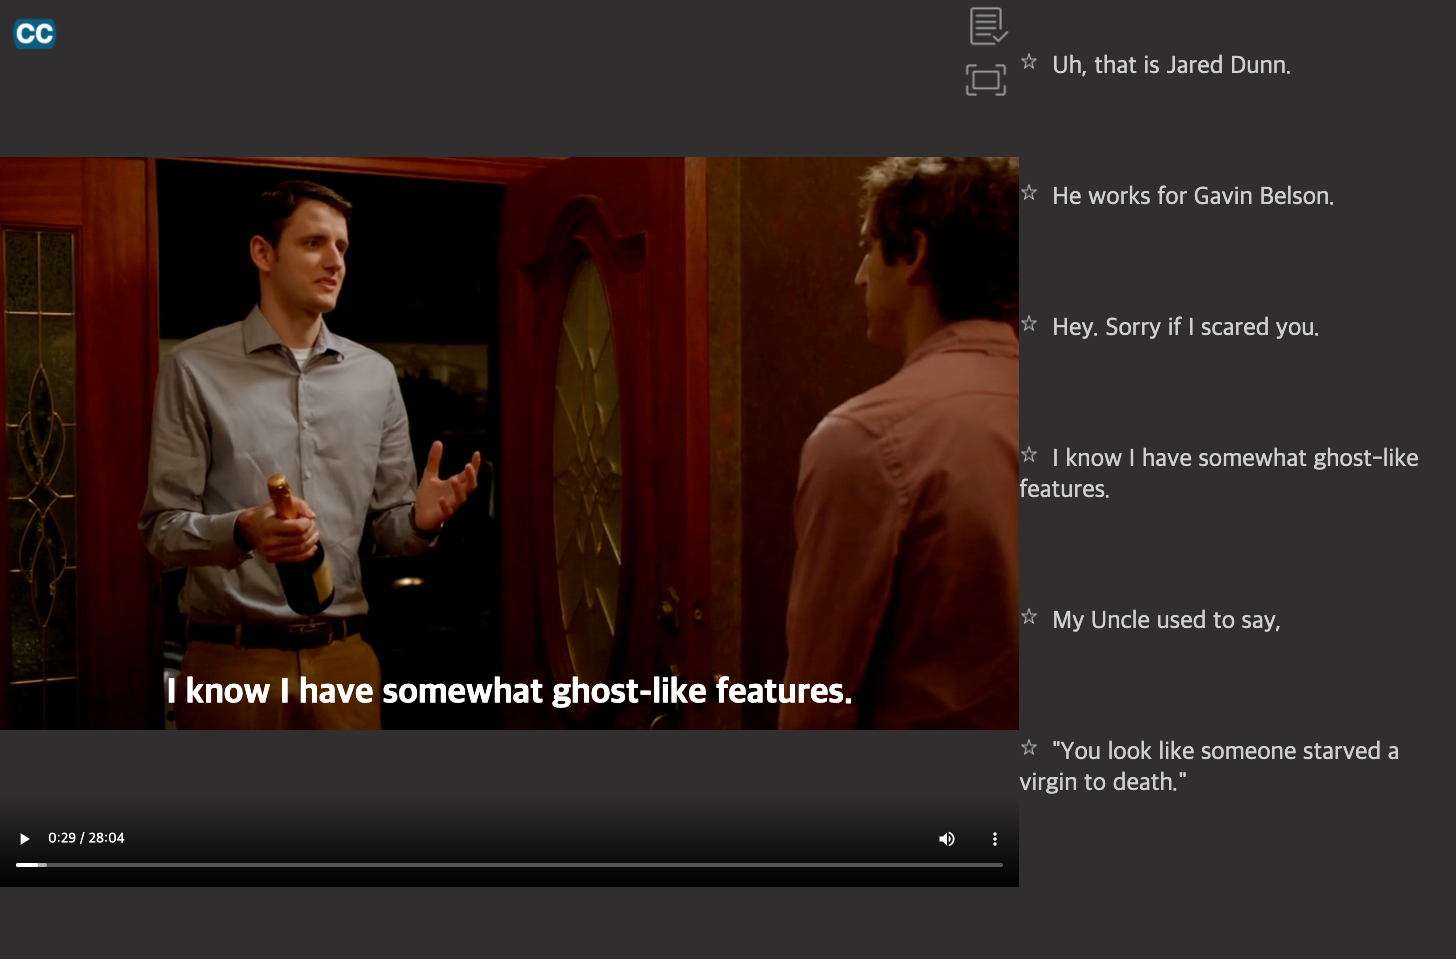 CC
Uh, that is Jared Dunn.
He works for Gavin Belson.
Hey. Sorry if I scared you.
I know I have somewhat ghost-like
features.
My Uncle used to say,
"You look like someone starved a
virgin to death."
I know I have somewhat ghost-like features.
0:29 / 28:04